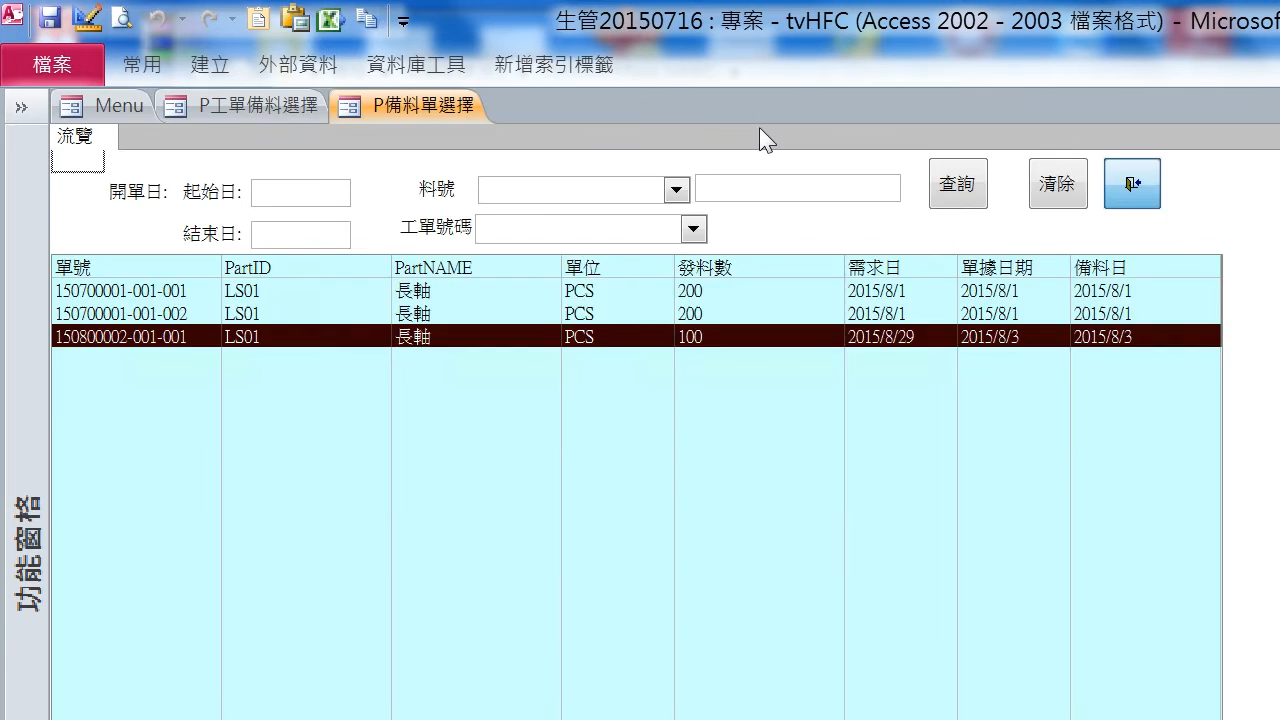 生管20150716 : 專案 - tvHFC (Access 2002 - 2003 檔案格式) - Microsoft
檔案 常用 建立 外部資料 資料庫工具 新增索引標籤
» Menu P工單備料選擇 P備料單選擇
流覽
開單日: 起始日: 料號 查詢 清除
結束日: 工單號碼
單號 PartID PartNAME 單位 發料數 需求日 單據日期 備料日
150700001-001-001 LS01 長軸 PCS 200 2015/8/1 2015/8/1 2015/8/1
150700001-001-002 LS01 長軸 PCS 200 2015/8/1 2015/8/1 2015/8/1
150800002-001-001 LS01 長軸 PCS 100 2015/8/29 2015/8/3 2015/8/3
功能窗格